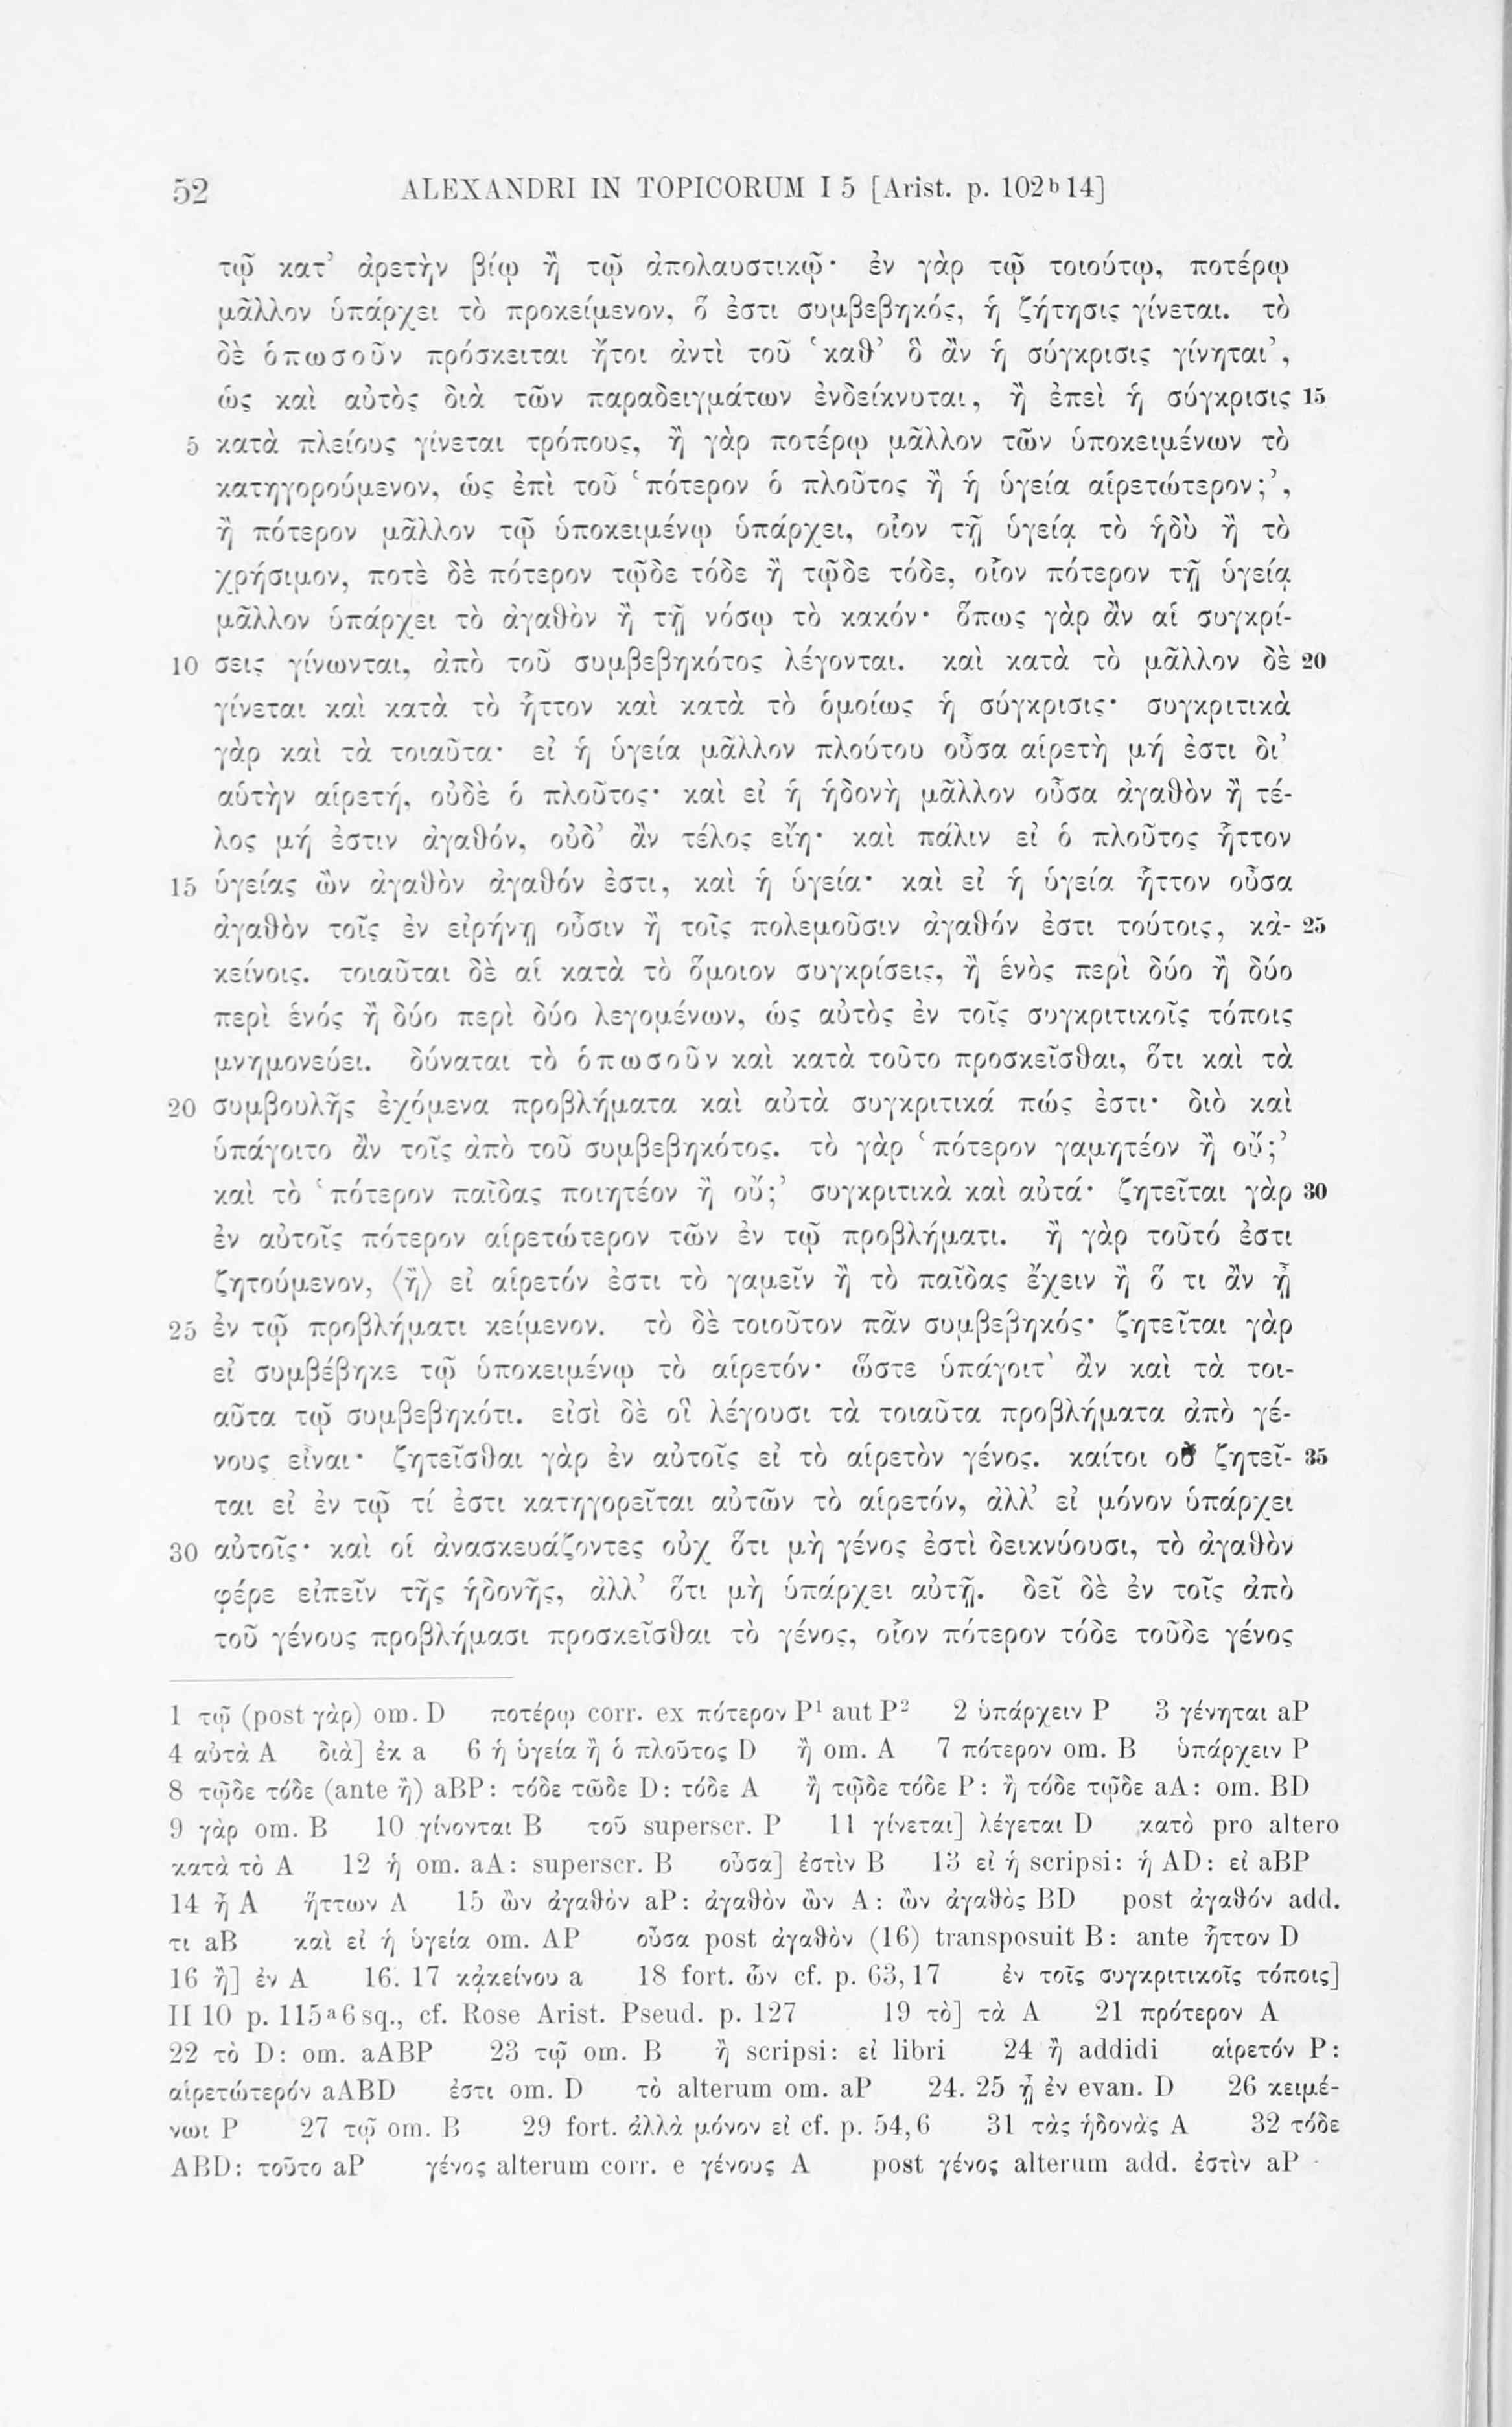 52 ALEXANDRI IN TOPICORUM I 5 [Arist. p. 102ᵇ14]
τῷ κατ’ ἀρετὴν βίῳ ἢ τῷ ἀπολαυστικῷ· ἐν γὰρ τῷ τοιούτῳ, ποτέρῳ
μᾶλλον ὑπάρχει τὸ προκείμενον, ὅ ἐστι συμβεβηκός, ἡ ζήτησις γίνεται. τὸ
δὲ ὁπωσοῦν πρόσκειται ἤτοι ἀντὶ τοῦ ‘καθ’ ὃ ἂν ἡ σύγκρισις γίνηται’,
ὡς καὶ αὐτὸς διὰ τῶν παραδειγμάτων ἐνδείκνυται, ἢ ἐπεὶ ἡ σύγκρισις 15
5 κατὰ πλείους γίνεται τρόπους, ἢ γὰρ ποτέρῳ μᾶλλον τῶν ὑποκειμένων τὸ
κατηγορούμενον, ὡς ἐπὶ τοῦ ‘πότερον ὁ πλοῦτος ἢ ἡ ὑγεία αἱρετώτερον;’,
ἢ πότερον μᾶλλον τῷ ὑποκειμένῳ ὑπάρχει, οἷον τῇ ὑγείᾳ τὸ ἡδὺ ἢ τὸ
χρήσιμον, ποτὲ δὲ πότερον τῷδε τόδε ἢ τῷδε τόδε, οἷον πότερον τῇ ὑγείᾳ
μᾶλλον ὑπάρχει τὸ ἀγαθὸν ἢ τῇ νόσῳ τὸ κακόν· ὅπως γὰρ ἂν αἱ συγκρί-
10 σεις γίνωνται, ἀπὸ τοῦ συμβεβηκότος λέγονται. καὶ κατὰ τὸ μᾶλλον δὲ 20
γίνεται καὶ κατὰ τὸ ἧττον καὶ κατὰ τὸ ὁμοίως ἡ σύγκρισις· συγκριτικὰ
γὰρ καὶ τὰ τοιαῦτα· εἰ ἡ ὑγεία μᾶλλον πλούτου οὖσα αἱρετὴ μή ἐστι δι’
αὑτὴν αἱρετή, οὐδὲ ὁ πλοῦτος· καὶ εἰ ἡ ἡδονὴ μᾶλλον οὖσα ἀγαθὸν ἢ τέ-
λος μή ἐστιν ἀγαθόν, οὐδ’ ἂν τέλος εἴη· καὶ πάλιν εἰ ὁ πλοῦτος ἧττον
15 ὑγείας ὢν ἀγαθὸν ἀγαθόν ἐστι, καὶ ἡ ὑγεία· καὶ εἰ ἡ ὑγεία ἧττον οὖσα
ἀγαθὸν τοῖς ἐν εἰρήνῃ οὖσιν ἢ τοῖς πολεμοῦσιν ἀγαθόν ἐστι τούτοις, κἀ- 25
κείνοις. τοιαῦται δὲ αἱ κατὰ τὸ ὅμοιον συγκρίσεις, ἢ ἑνὸς περὶ δύο ἢ δύο
περὶ ἑνός ἢ δύο περὶ δύο λεγομένων, ὡς αὐτὸς ἐν τοῖς συγκριτικοῖς τόποις
μνημονεύει. δύναται τὸ ὁπωσοῦν καὶ κατὰ τοῦτο προσκεῖσθαι, ὅτι καὶ τὰ
20 συμβουλῆς ἐχόμενα προβλήματα καὶ αὐτὰ συγκριτικά πώς ἐστι· διὸ καὶ
ὑπάγοιτο ἂν τοῖς ἀπὸ τοῦ συμβεβηκότος. τὸ γὰρ ‘πότερον γαμητέον ἢ οὔ;’
καὶ τὸ ‘πότερον παῖδας ποιητέον ἢ οὔ;’ συγκριτικὰ καὶ αὐτά· ζητεῖται γὰρ 30
ἐν αὐτοῖς πότερον αἱρετώτερον τῶν ἐν τῷ προβλήματι. ἢ γὰρ τοῦτό ἐστι
ζητούμενον, ⟨ἢ⟩ εἰ αἱρετόν ἐστι τὸ γαμεῖν ἢ τὸ παῖδας ἔχειν ἢ ὅ τι ἂν ᾖ
25 ἐν τῷ προβλήματι κείμενον. τὸ δὲ τοιοῦτον πᾶν συμβεβηκός· ζητεῖται γὰρ
εἰ συμβέβηκε τῷ ὑποκειμένῳ τὸ αἱρετόν· ὥστε ὑπάγοιτ’ ἂν καὶ τὰ τοι-
αῦτα τῷ συμβεβηκότι. εἰσὶ δὲ οἳ λέγουσι τὰ τοιαῦτα προβλήματα ἀπὸ γέ-
νους εἶναι· ζητεῖσθαι γὰρ ἐν αὐτοῖς εἰ τὸ αἱρετὸν γένος. καίτοι οὐ ζητεῖ- 35
ται εἰ ἐν τῷ τί ἐστι κατηγορεῖται αὐτῶν τὸ αἱρετόν, ἀλλ’ εἰ μόνον ὑπάρχει
30 αὐτοῖς· καὶ οἱ ἀνασκευάζοντες οὐχ ὅτι μὴ γένος ἐστὶ δεικνύουσι, τὸ ἀγαθὸν
φέρε εἰπεῖν τῆς ἡδονῆς, ἀλλ’ ὅτι μὴ ὑπάρχει αὐτῇ. δεῖ δὲ ἐν τοῖς ἀπὸ
τοῦ γένους προβλήμασι προσκεῖσθαι τὸ γένος, οἷον πότερον τόδε τοῦδε γένος
1 τῷ (post γὰρ) om. D ποτέρῳ corr. ex πότερον P¹ aut P² 2 ὑπάρχειν P 3 γένηται aP
4 αὐτὰ A διὰ] ἐκ a 6 ἡ ὑγεία ἢ ὁ πλοῦτος D ἢ om. A 7 πότερον om. B ὑπάρχειν P
8 τῷδε τόδε (ante ἢ) aBP: τόδε τῶδε D: τόδε A ἢ τῷδε τόδε P: ἢ τόδε τῷδε aA: om. BD
9 γὰρ om. B 10 γίνονται B τοῦ superscr. P 11 γίνεται] λέγεται D κατὸ pro altero
κατὰ τὸ A 12 ἡ om. aA: superscr. B οὖσα] ἐστὶν B 13 εἰ ἡ scripsi: ἡ AD: εἰ aBP
14 ἦ A ἥττων A 15 ὢν ἀγαθὸν aP: ἀγαθὸν ὢν A: ὢν ἀγαθὸς BD post ἀγαθόν add.
τι aB καὶ εἰ ἡ ὑγεία om. AP οὖσα post ἀγαθὸν (16) transposuit B: ante ἧττον D
16 ἢ] ἐν A 16. 17 κἀκείνου a 18 fort. ὧν cf. p. 63,17 ἐν τοῖς συγκριτικοῖς τόποις]
II 10 p. 115ᵃ6 sq., cf. Rose Arist. Pseud. p. 127 19 τὸ] τὰ A 21 πρότερον A
22 τὸ D: om. aABP 23 τῷ om. B ἢ scripsi: εἰ libri 24 ἢ addidi αἱρετόν P:
αἱρετώτερόν aABD ἐστι om. D τὸ alterum om. aP 24. 25 ᾖ ἐν evan. D 26 κειμέ-
νωι P 27 τῷ om. B 29 fort. ἀλλὰ μόνον εἰ cf. p. 54,6 31 τὰς ἡδονὰς A 32 τόδε
ABD: τοῦτο aP γένος alterum corr. e γένους A post γένος alterum add. ἐστὶν aP